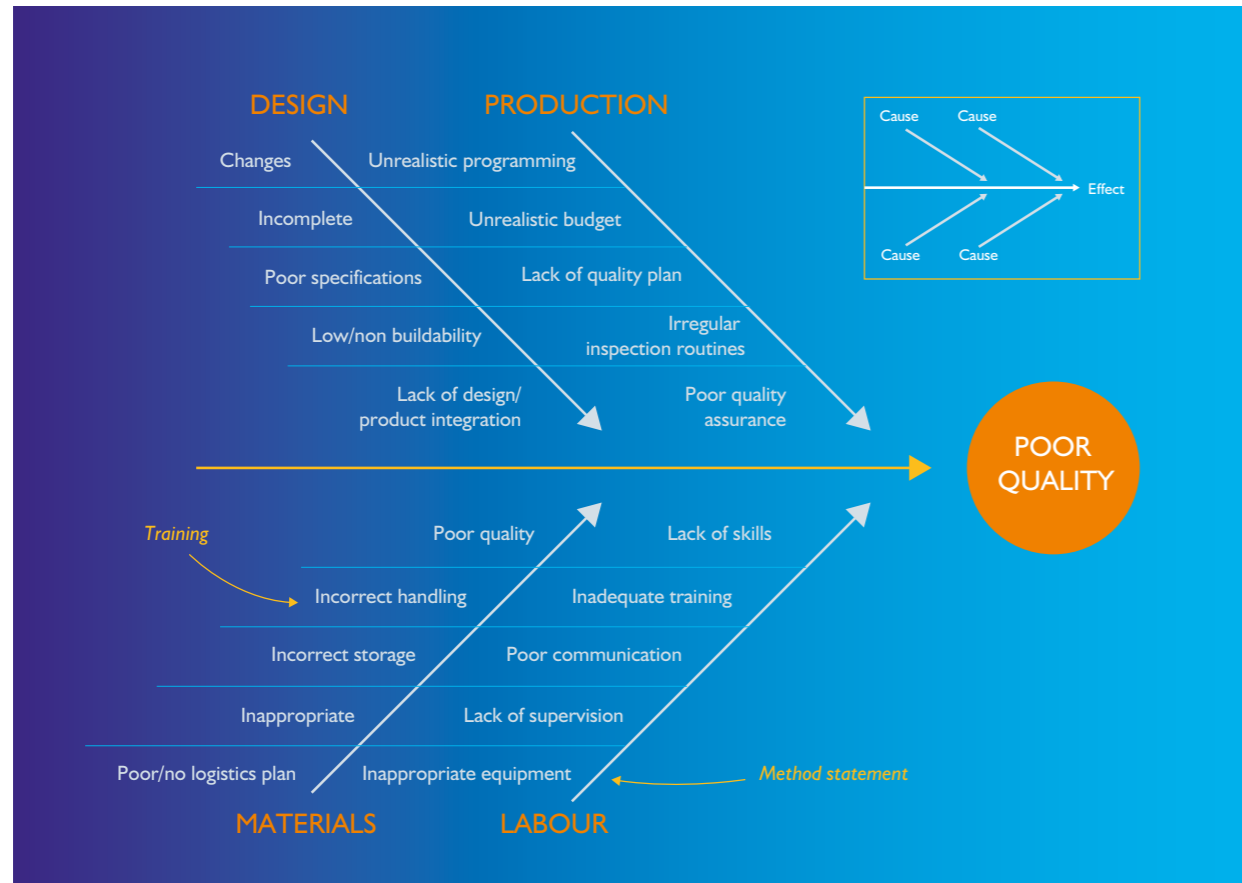 DESIGN
PRODUCTION
Changes
Unrealistic programming
Incomplete
Unrealistic budget
Poor specifications
Lack of quality plan
Low/non buildability
Irregular
inspection routines
Lack of design/
product integration
Poor quality
assurance
Cause
Cause
Effect
Cause
Cause
POOR
QUALITY
Training
Poor quality
Lack of skills
Incorrect handling
Inadequate training
Incorrect storage
Poor communication
Inappropriate
Lack of supervision
Poor/no logistics plan
Inappropriate equipment
Method statement
MATERIALS
LABOUR